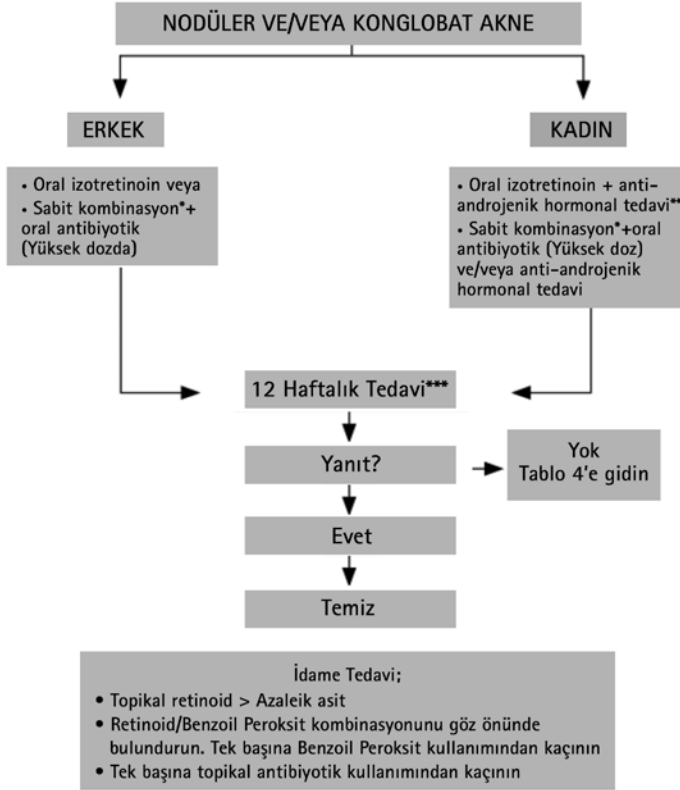 NODÜLER VE/VEYA KONGLOBAT AKNE
ERKEK
• Oral izotretinoin veya
• Sabit kombinasyon*+
oral antibiyotik
(Yüksek dozda)
KADIN
• Oral izotretinoin + anti-
androjenik hormonal tedavi**
• Sabit kombinasyon*+oral
antibiyotik (Yüksek doz)
ve/veya anti-androjenik
hormonal tedavi
12 Haftalık Tedavi***
Yanıt?
Yok
Tablo 4'e gidin
Evet
Temiz
İdame Tedavi;
• Topikal retinoid > Azaleik asit
• Retinoid/Benzoil Peroksit kombinasyonunu göz önünde
bulundurun. Tek başına Benzoil Peroksit kullanımından kaçının
• Tek başına topikal antibiyotik kullanımından kaçının